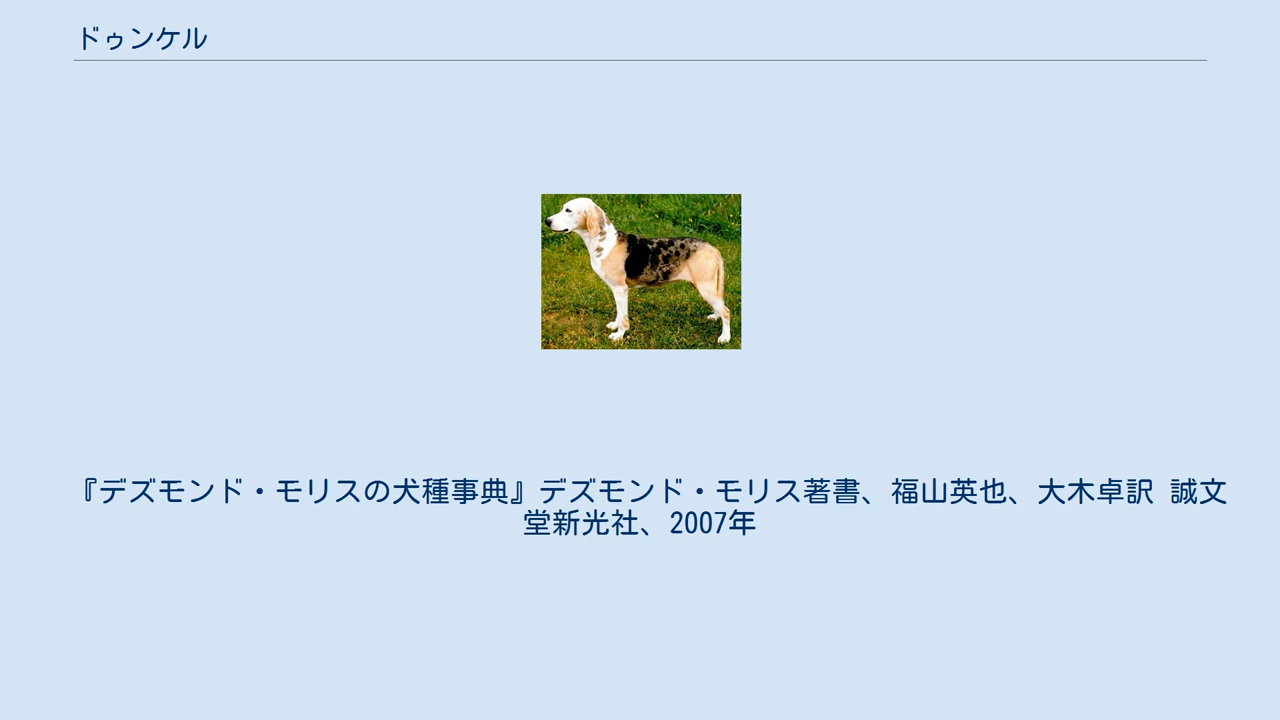 ドゥンケル
『デズモンド・モリスの犬種事典』デズモンド・モリス著書、福山英也、大木卓訳 誠文
堂新光社、2007年